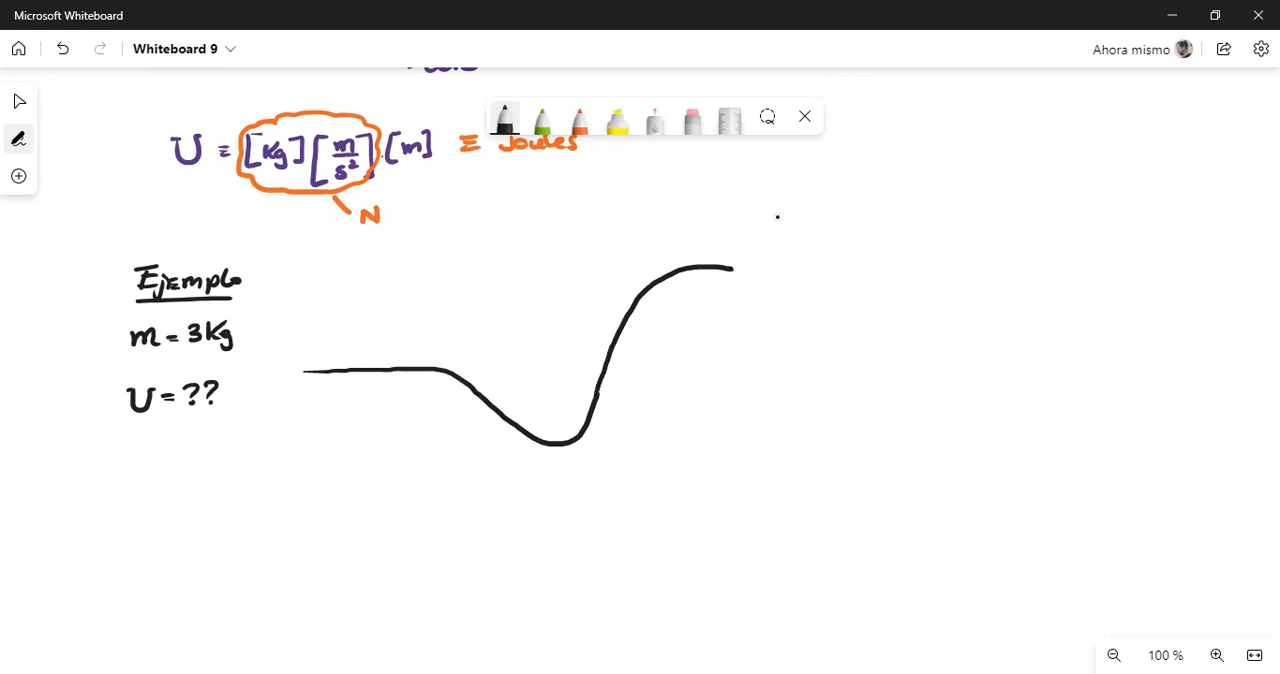 Microsoft Whiteboard
Whiteboard 9
Ahora mismo
U ≡ [Kg] [m/s²] . [m] ≡ Joules
N
Ejemplo
m = 3Kg
U = ??
100 %